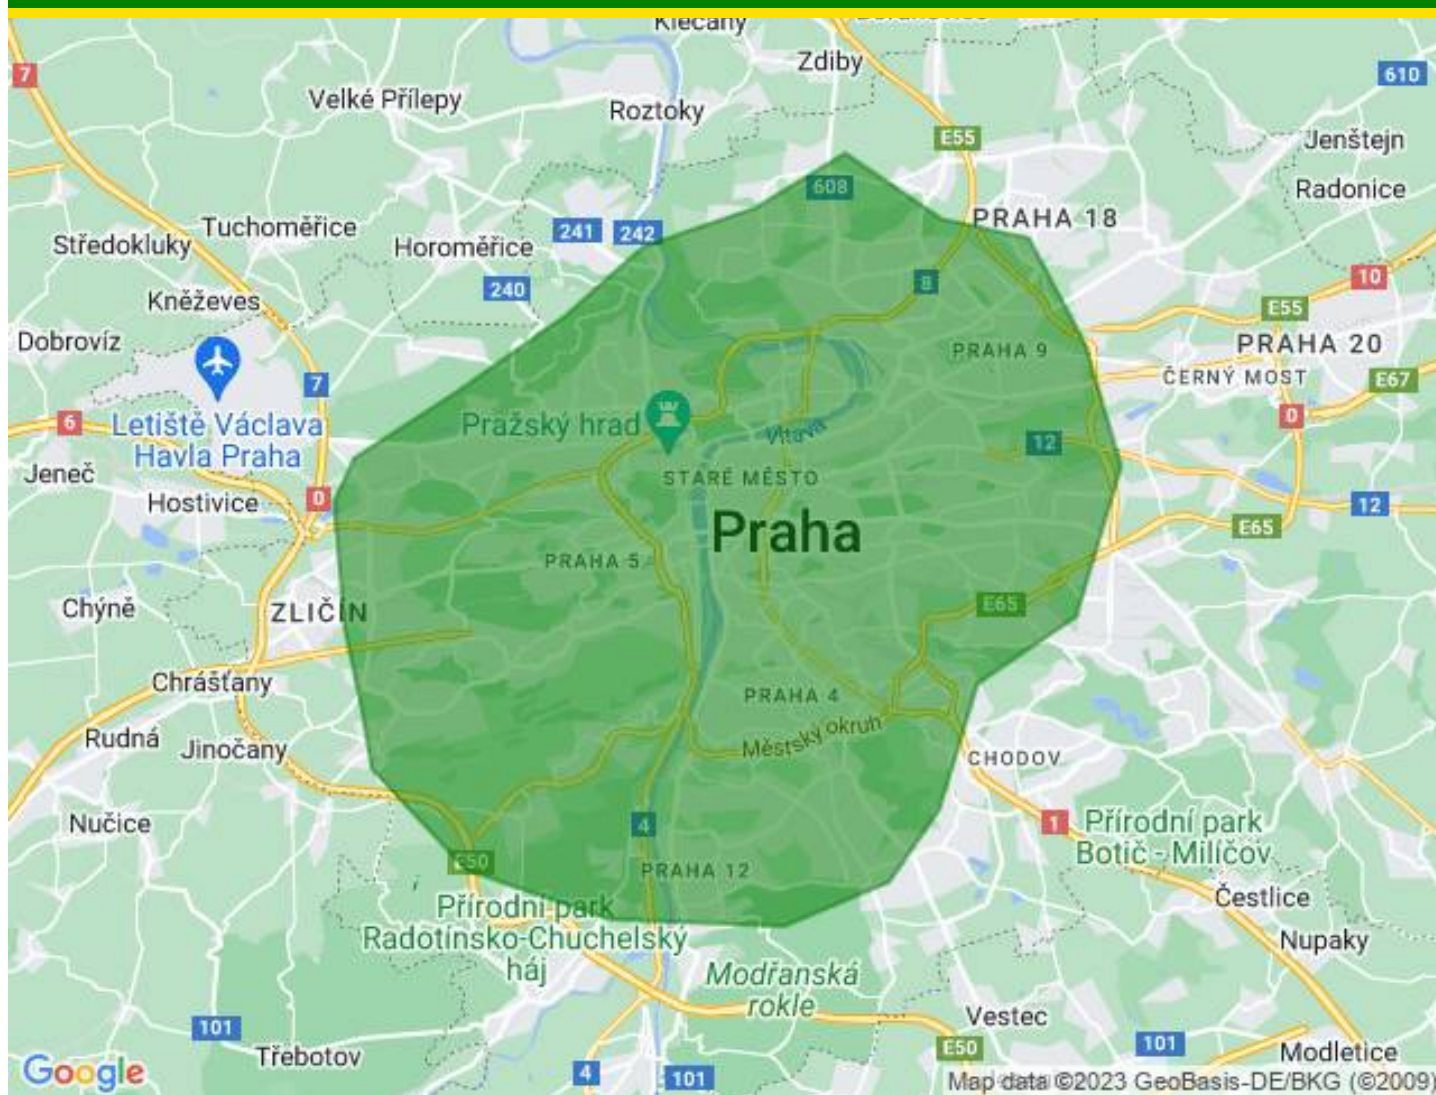 Klecany
Zdiby
7
610
Velké Přílepy
Roztoky
E55
Jenštejn
608
Radonice
PRAHA 18
Tuchoměřice
241
242
Středokluky
Horoměřice
10
8
240
Kněževes
E55
Dobrovíz
PRAHA 9
PRAHA 20
ČERNÝ MOST
E67
7
0
6
Letiště Václava
Havla Praha
Pražský hrad
Vltava
12
Jeneč
STARÉ MĚSTO
Hostivice
0
12
E65
Praha
PRAHA 5
Chýně
ZLIČÍN
E65
Chrášťany
PRAHA 4
Rudná
Jinočany
Městský okruh
CHODOV
Nučice
4
1
Přírodní park
Botič - Milíčov
E50
PRAHA 12
Čestlice
Přírodní park
Radotínsko-Chuchelský
háj
Nupaky
Modřanská
rokle
Vestec
101
Třebotov
E50
101
Modletice
Google
4
101
Map data ©2023 GeoBasis-DE/BKG (©2009)